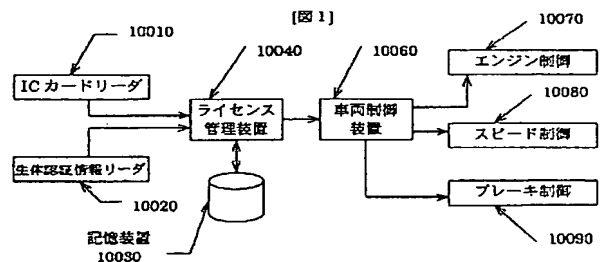 [図1]
10010
10040
10060
10070
ICカードリーダ
ライセンス
管理装置
車両制御
装置
エンジン制御
10080
スピード制御
生体認証情報リーダ
10020
記憶装置
10030
ブレーキ制御
10090